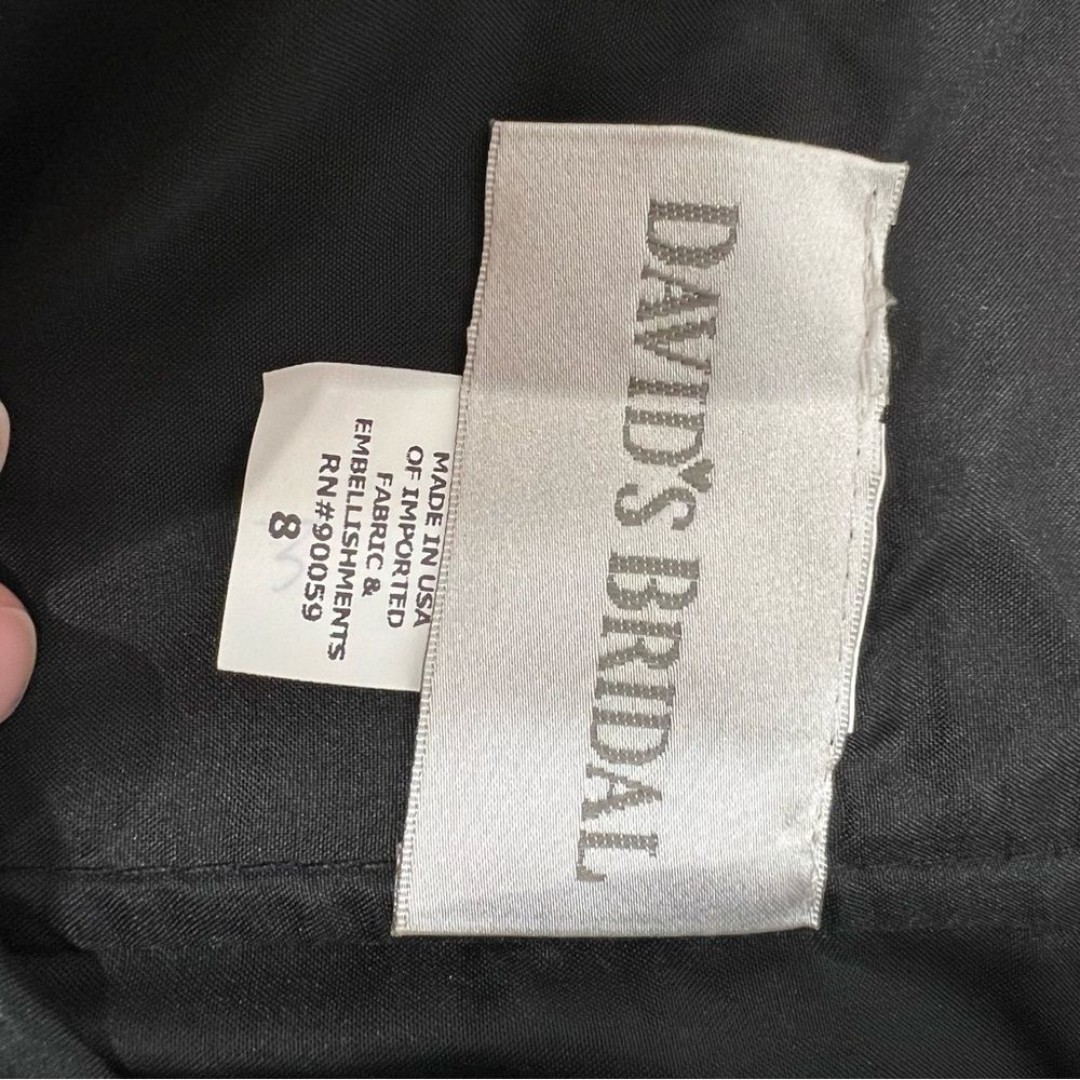 DAVID'S BRIDAL
MADE IN USA
OF IMPORTED
FABRIC &
EMBELLISHMENTS
RN#90059
8